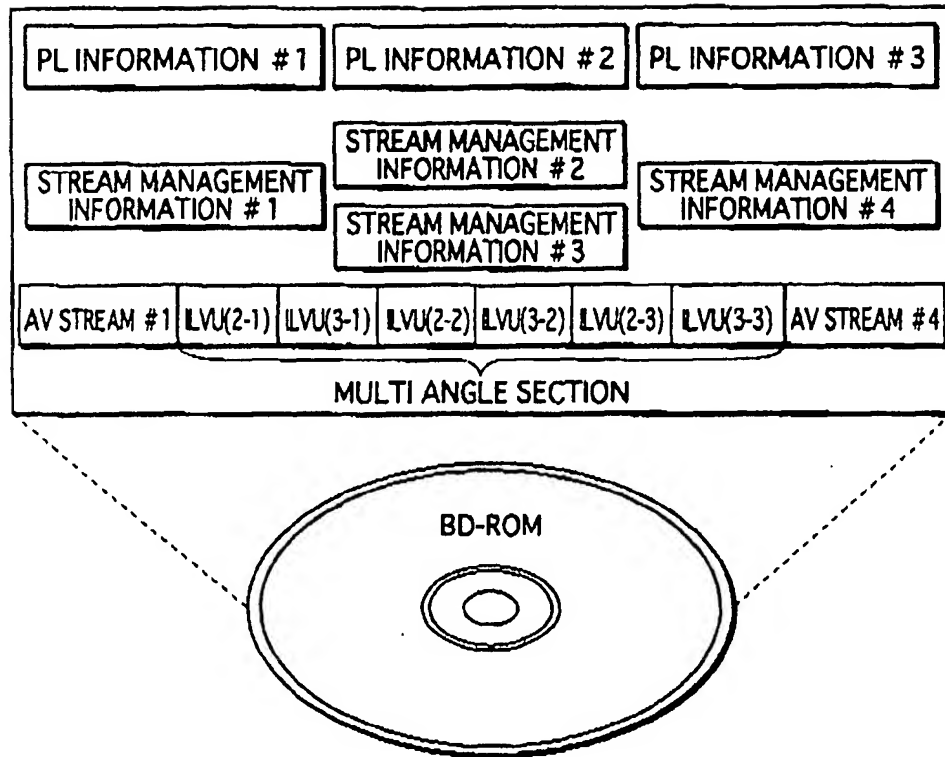 PL INFORMATION #1
PL INFORMATION #2
PL INFORMATION #3
STREAM MANAGEMENT
INFORMATION #1
STREAM MANAGEMENT
INFORMATION #2
STREAM MANAGEMENT
INFORMATION #3
STREAM MANAGEMENT
INFORMATION #4
AV STREAM #1
ILVU(2-1)
ILVU(3-1)
ILVU(2-2)
ILVU(3-2)
ILVU(2-3)
ILVU(3-3)
AV STREAM #4
MULTI ANGLE SECTION
BD-ROM